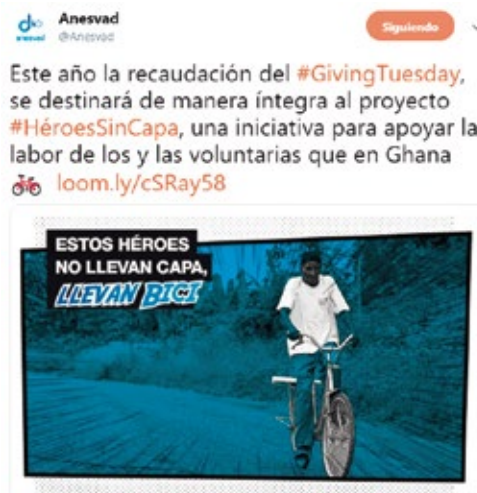 Anesvad
@Anesvad
anesvad
Siguiendo
Este año la recaudación del #GivingTuesday,
se destinará de manera íntegra al proyecto
#HéroesSinCapa, una iniciativa para apoyar la
labor de los y las voluntarias que en Ghana
loom.ly/cSRay58
ESTOS HÉROES
NO LLEVAN CAPA,
LLEVAN BICI